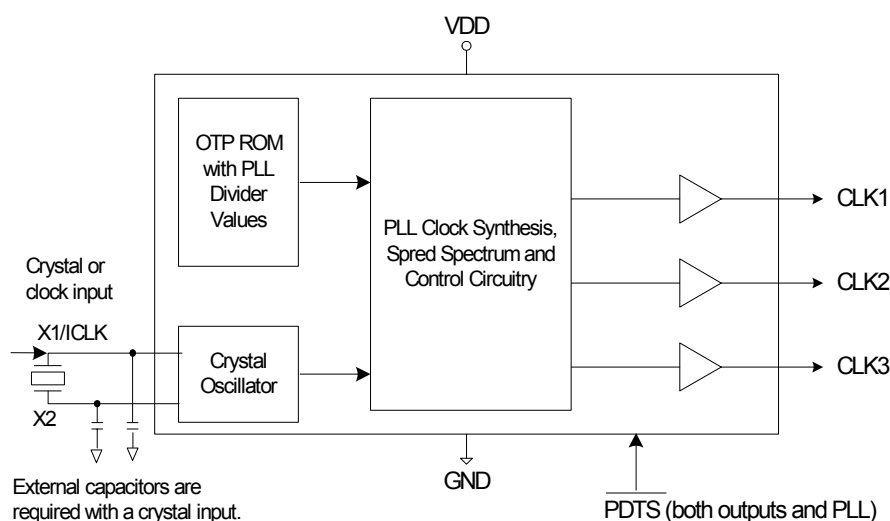 VDD
OTP ROM
with PLL
Divider
Values
PLL Clock Synthesis,
Spred Spectrum and
Control Circuitry
CLK1
CLK2
CLK3
Crystal or
clock input
X1/ICLK
Crystal
Oscillator
X2
External capacitors are
required with a crystal input.
GND
PDTS (both outputs and PLL)